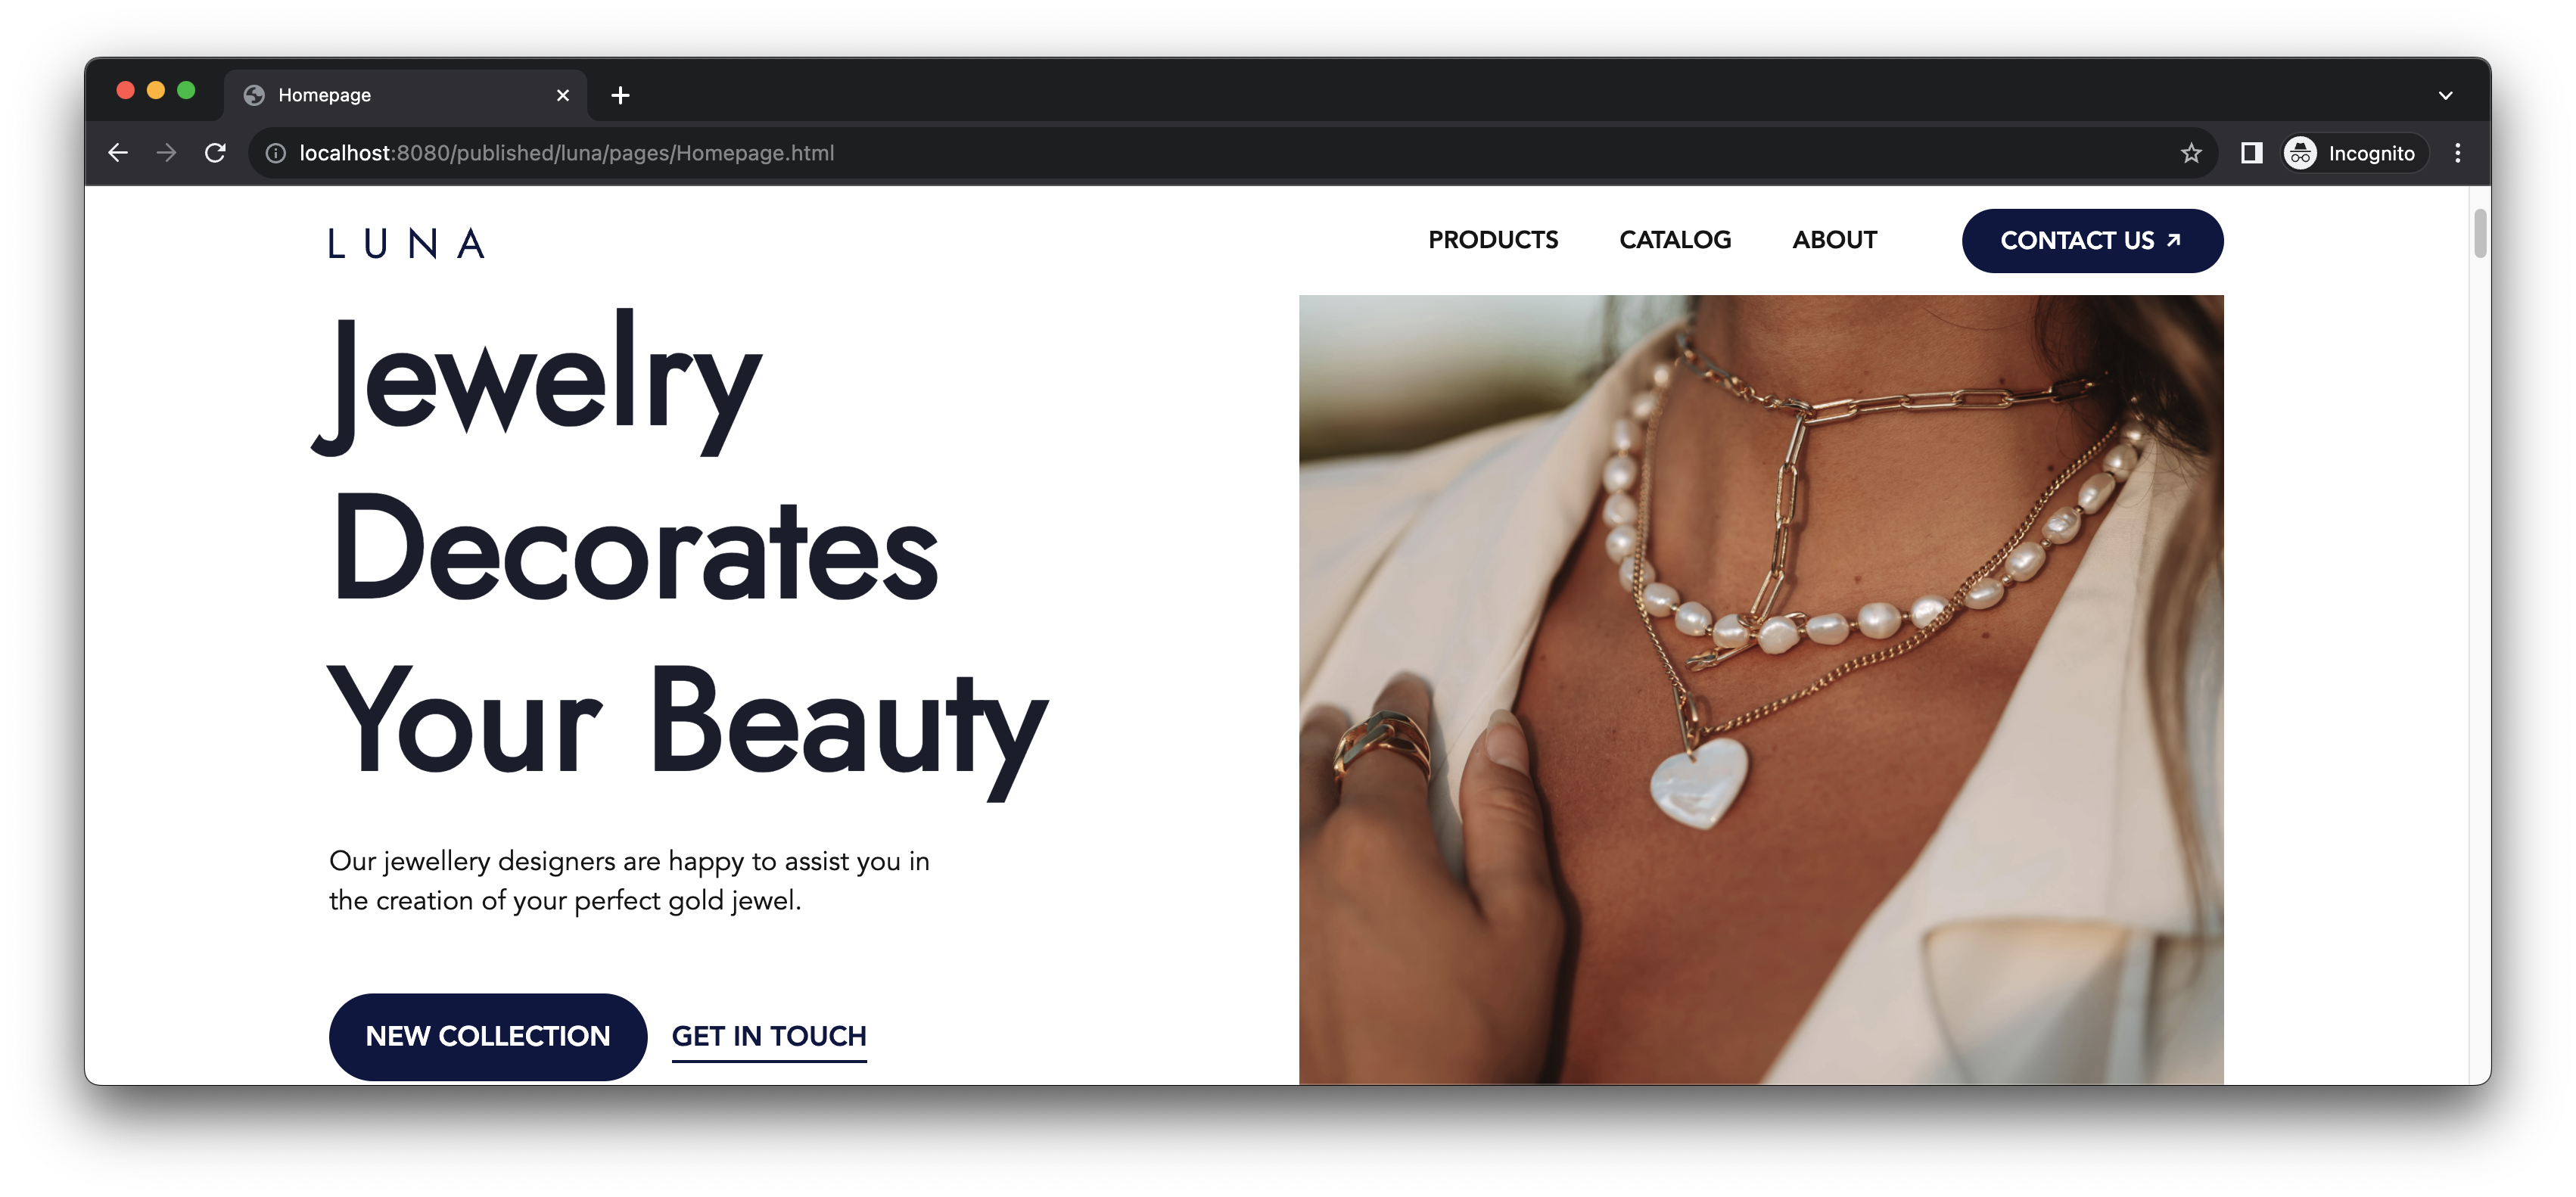 Homepage
localhost:8080/published/luna/pages/Homepage.html
Incognito
LUNA
PRODUCTS
CATALOG
ABOUT
CONTACT US
Jewelry
Decorates
Your Beauty
Our jewellery designers are happy to assist you in
the creation of your perfect gold jewel.
NEW COLLECTION
GET IN TOUCH